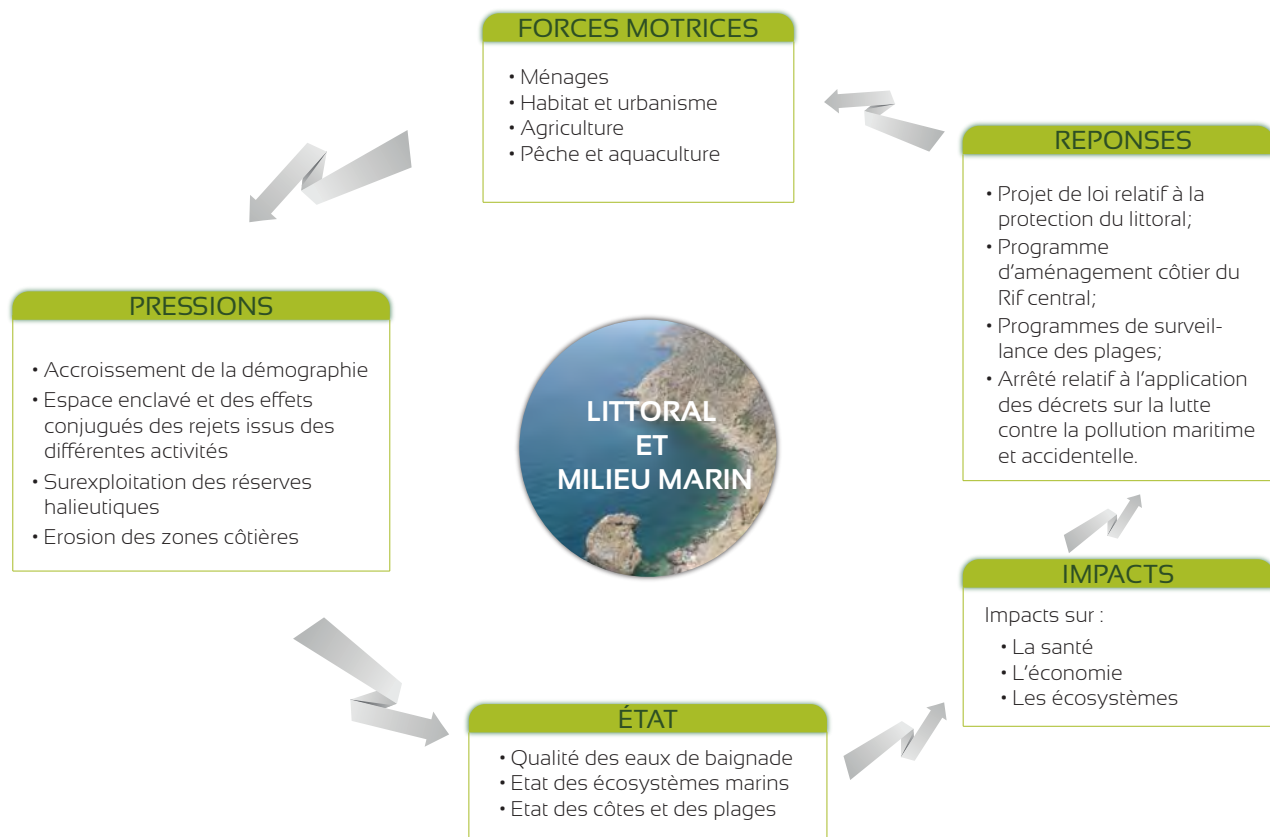 FORCES MOTRICES
• Ménages
• Habitat et urbanisme
• Agriculture
• Pêche et aquaculture
REPONSES
• Projet de loi relatif à la
protection du littoral;
• Programme
d'aménagement côtier du
Rif central;
• Programmes de surveil-
lance des plages;
• Arrêté relatif à l'application
des décrets sur la lutte
contre la pollution maritime
et accidentelle.
PRESSIONS
• Accroissement de la démographie
• Espace enclavé et des effets
conjugués des rejets issus des
différentes activités
• Surexploitation des réserves
halieutiques
• Erosion des zones côtières
LITTORAL
ET
MILIEU MARIN
IMPACTS
Impacts sur :
• La santé
• L'économie
• Les écosystèmes
ÉTAT
• Qualité des eaux de baignade
• Etat des écosystèmes marins
• Etat des côtes et des plages